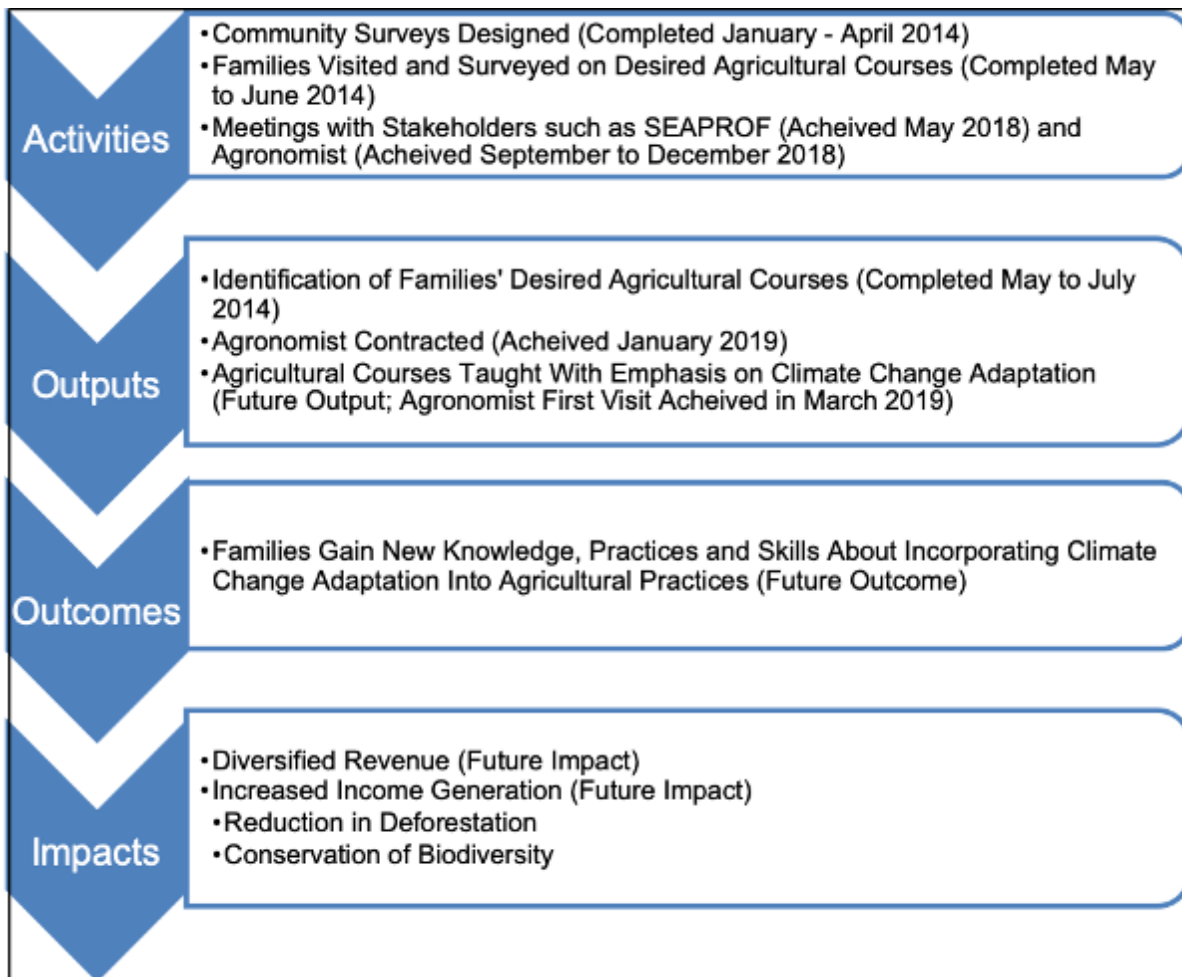 Activities
•Community Surveys Designed (Completed January - April 2014)
•Families Visited and Surveyed on Desired Agricultural Courses (Completed May
to June 2014)
•Meetings with Stakeholders such as SEAPROF (Acheived May 2018) and
Agronomist (Acheived September to December 2018)
Outputs
•Identification of Families' Desired Agricultural Courses (Completed May to July
2014)
•Agronomist Contracted (Acheived January 2019)
•Agricultural Courses Taught With Emphasis on Climate Change Adaptation
(Future Output; Agronomist First Visit Acheived in March 2019)
Outcomes
•Families Gain New Knowledge, Practices and Skills About Incorporating Climate
Change Adaptation Into Agricultural Practices (Future Outcome)
Impacts
•Diversified Revenue (Future Impact)
•Increased Income Generation (Future Impact)
•Reduction in Deforestation
•Conservation of Biodiversity